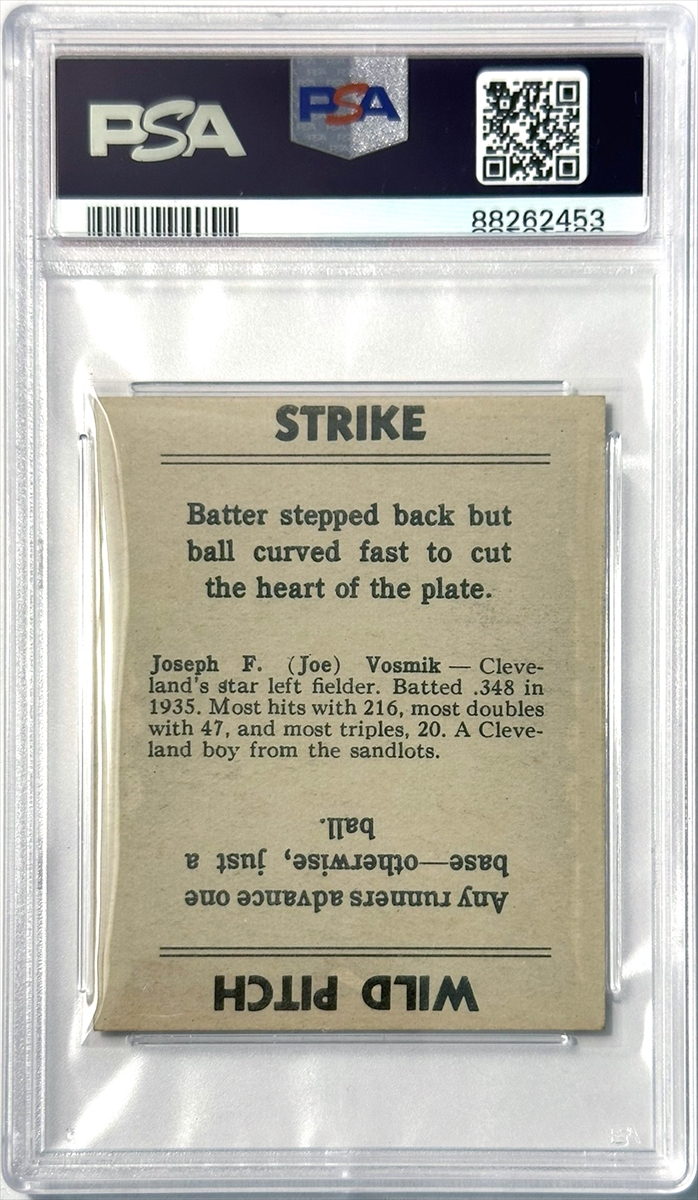 PSA
PSA
88262453
STRIKE
Batter stepped back but
ball curved fast to cut
the heart of the plate.
Joseph F. (Joe) Vosmik — Cleve-
land's star left fielder. Batted .348 in
1935. Most hits with 216, most doubles
with 47, and most triples, 20. A Cleve-
land boy from the sandlots.
WILD PITCH
Any runners advance one
base—otherwise, just a
ball.